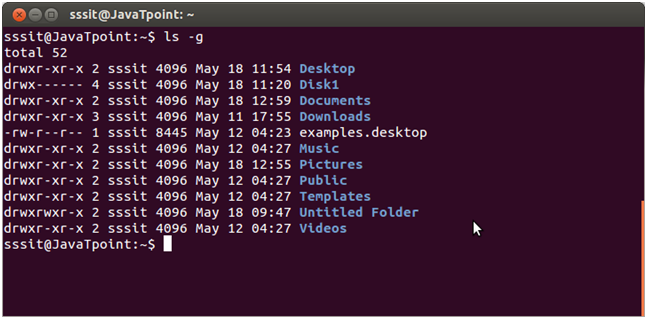 sssit@JavaTpoint: ~
sssit@JavaTpoint:~$ ls -g
total 52
drwxr-xr-x 2 sssit 4096 May 18 11:54 Desktop
drwx------ 4 sssit 4096 May 18 11:20 Disk1
drwxr-xr-x 2 sssit 4096 May 18 12:59 Documents
drwxr-xr-x 3 sssit 4096 May 11 17:55 Downloads
-rw-r--r-- 1 sssit 8445 May 12 04:23 examples.desktop
drwxr-xr-x 2 sssit 4096 May 12 04:27 Music
drwxr-xr-x 2 sssit 4096 May 18 12:55 Pictures
drwxr-xr-x 2 sssit 4096 May 12 04:27 Public
drwxr-xr-x 2 sssit 4096 May 12 04:27 Templates
drwxrwxr-x 2 sssit 4096 May 18 09:47 Untitled Folder
drwxr-xr-x 2 sssit 4096 May 12 04:27 Videos
sssit@JavaTpoint:~$